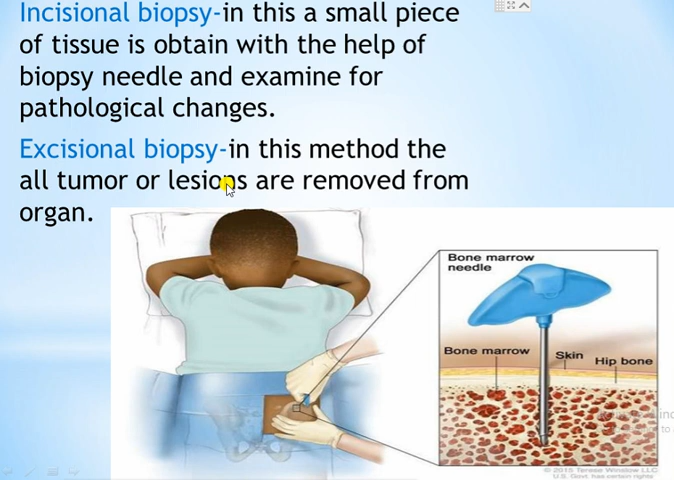 Incisional biopsy-in this a small piece
of tissue is obtain with the help of
biopsy needle and examine for
pathological changes.
Excisional biopsy-in this method the
all tumor or lesions are removed from
organ.
Bone marrow
needle
Bone marrow
Skin
Hip bone
© 2015 Terese Winslow LLC
U.S. Govt. has certain rights